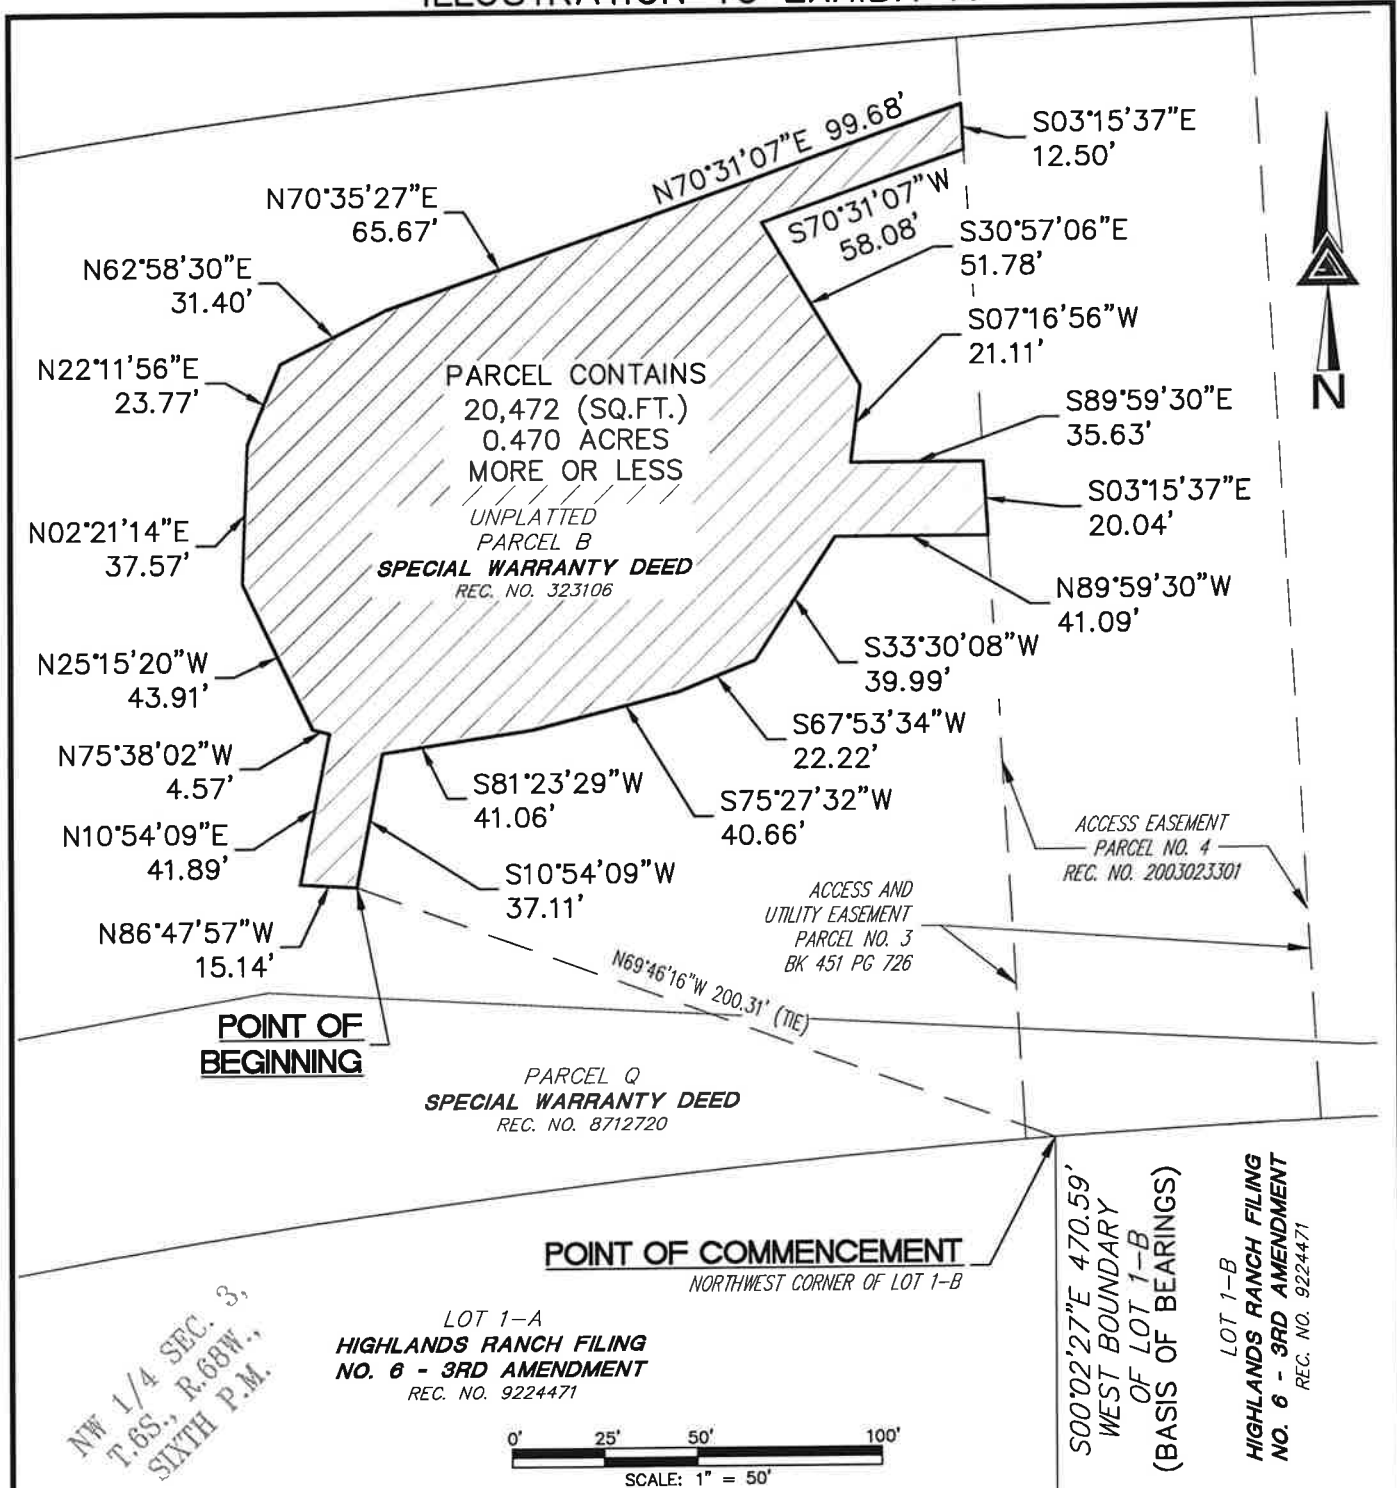 N70°31'07"E 99.68'
S03°15'37"E
12.50'
N70°35'27"E
65.67'
S70°31'07"W
58.08'
S30°57'06"E
51.78'
N62°58'30"E
31.40'
S07°16'56"W
21.11'
N22°11'56"E
23.77'
PARCEL CONTAINS
20,472 (SQ.FT.)
0.470 ACRES
MORE OR LESS
N
S89°59'30"E
35.63'
UNPLATTED
PARCEL B
SPECIAL WARRANTY DEED
REC. NO. 323106
S03°15'37"E
20.04'
N02°21'14"E
37.57'
N89°59'30"W
41.09'
S33°30'08"W
39.99'
N25°15'20"W
43.91'
S67°53'34"W
22.22'
N75°38'02"W
4.57'
S81°23'29"W
41.06'
S75°27'32"W
40.66'
N10°54'09"E
41.89'
S10°54'09"W
37.11'
ACCESS EASEMENT
PARCEL NO. 4
REC. NO. 2003023301
ACCESS AND
UTILITY EASEMENT
PARCEL NO. 3
BK 451 PG 726
N86°47'57"W
15.14'
N69°46'16"W 200.31' (TIE)
POINT OF
BEGINNING
PARCEL Q
SPECIAL WARRANTY DEED
REC. NO. 8712720
POINT OF COMMENCEMENT
NORTHWEST CORNER OF LOT 1-B
S00°02'27"E 470.59'
WEST BOUNDARY
OF LOT 1-B
(BASIS OF BEARINGS)
LOT 1-B
HIGHLANDS RANCH FILING
NO. 6 - 3RD AMENDMENT
REC. NO. 9224471
NW 1/4 SEC. 3,
T.6S., R.68W.,
SIXTH P.M.
LOT 1-A
HIGHLANDS RANCH FILING
NO. 6 - 3RD AMENDMENT
REC. NO. 9224471
0' 25' 50' 100'
SCALE: 1" = 50'